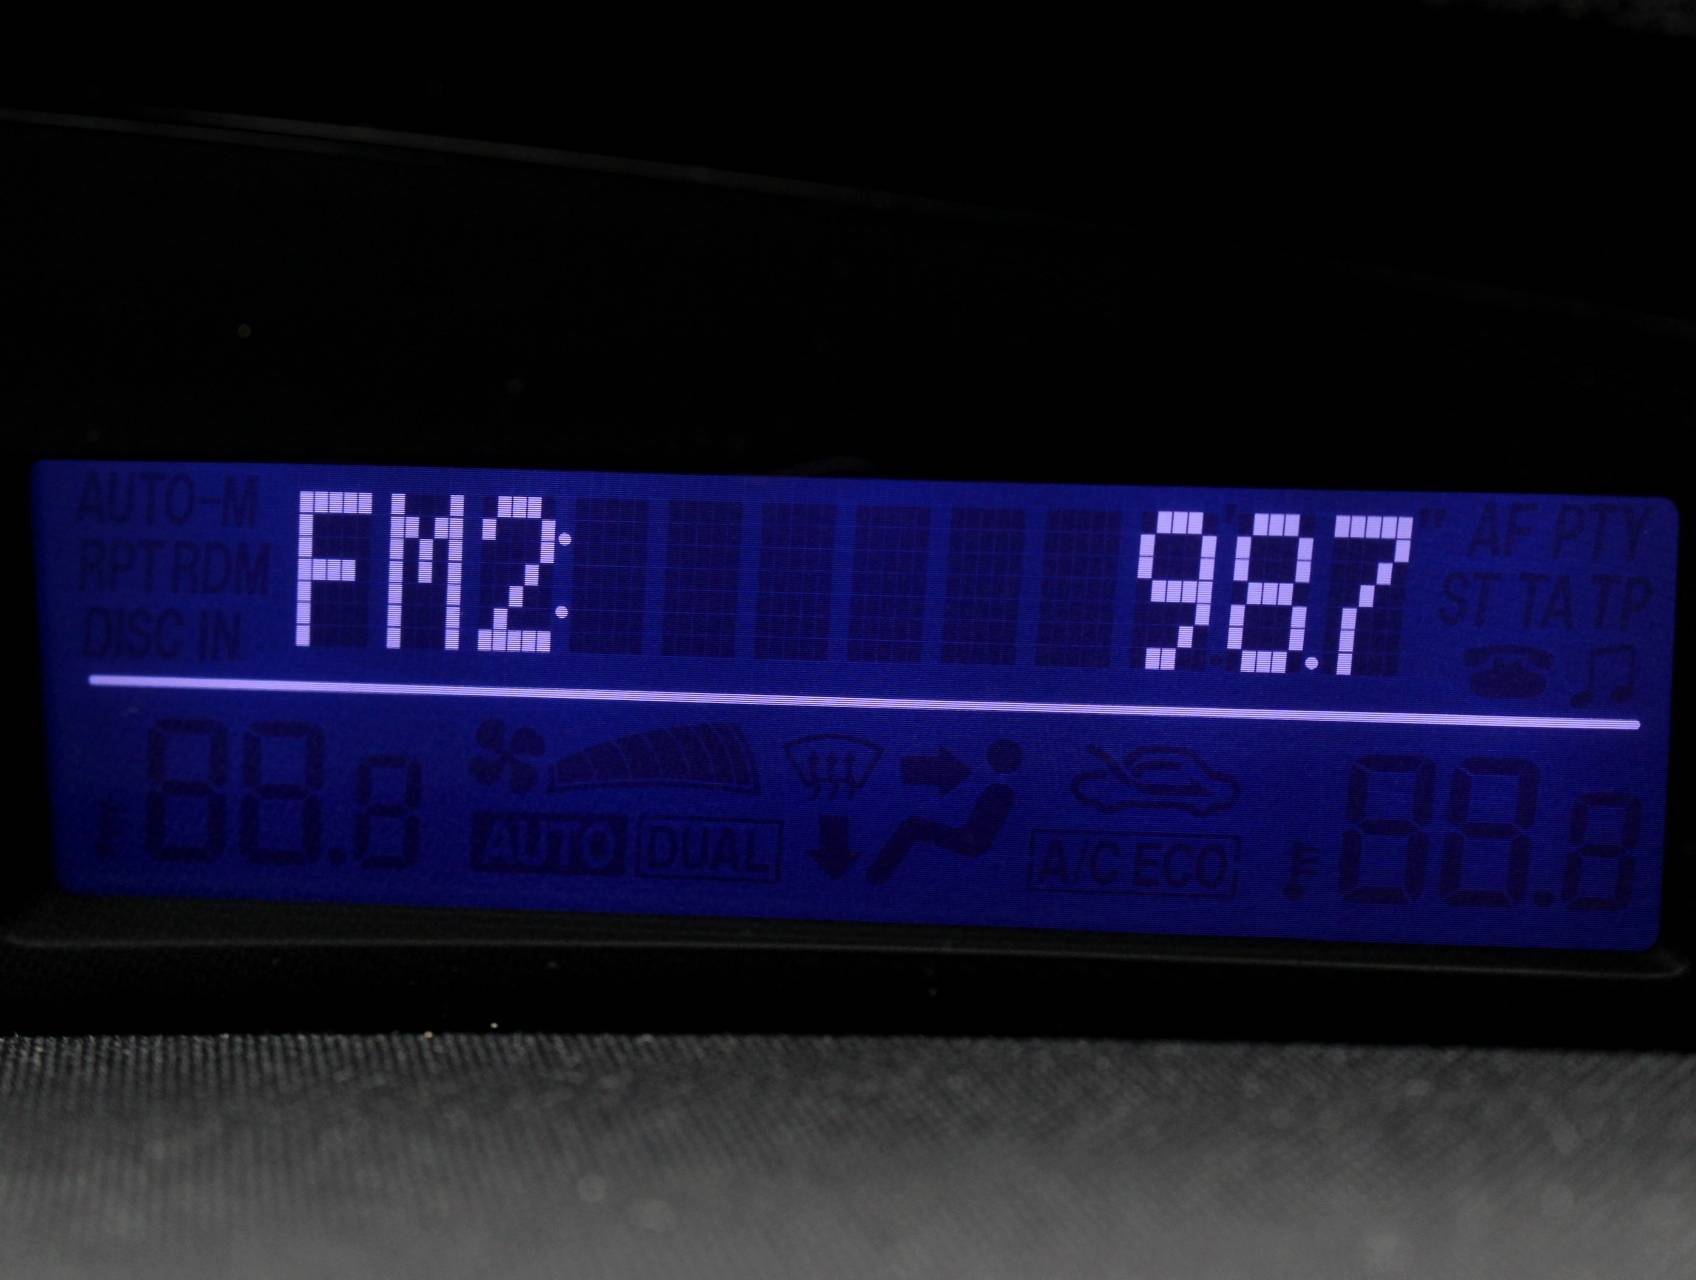 AUTO-M
RPT RDM
DISC IN
FM2: 98.7
AF PTY
ST TA TP
88.8
AUTO DUAL
A/C ECO
88.8